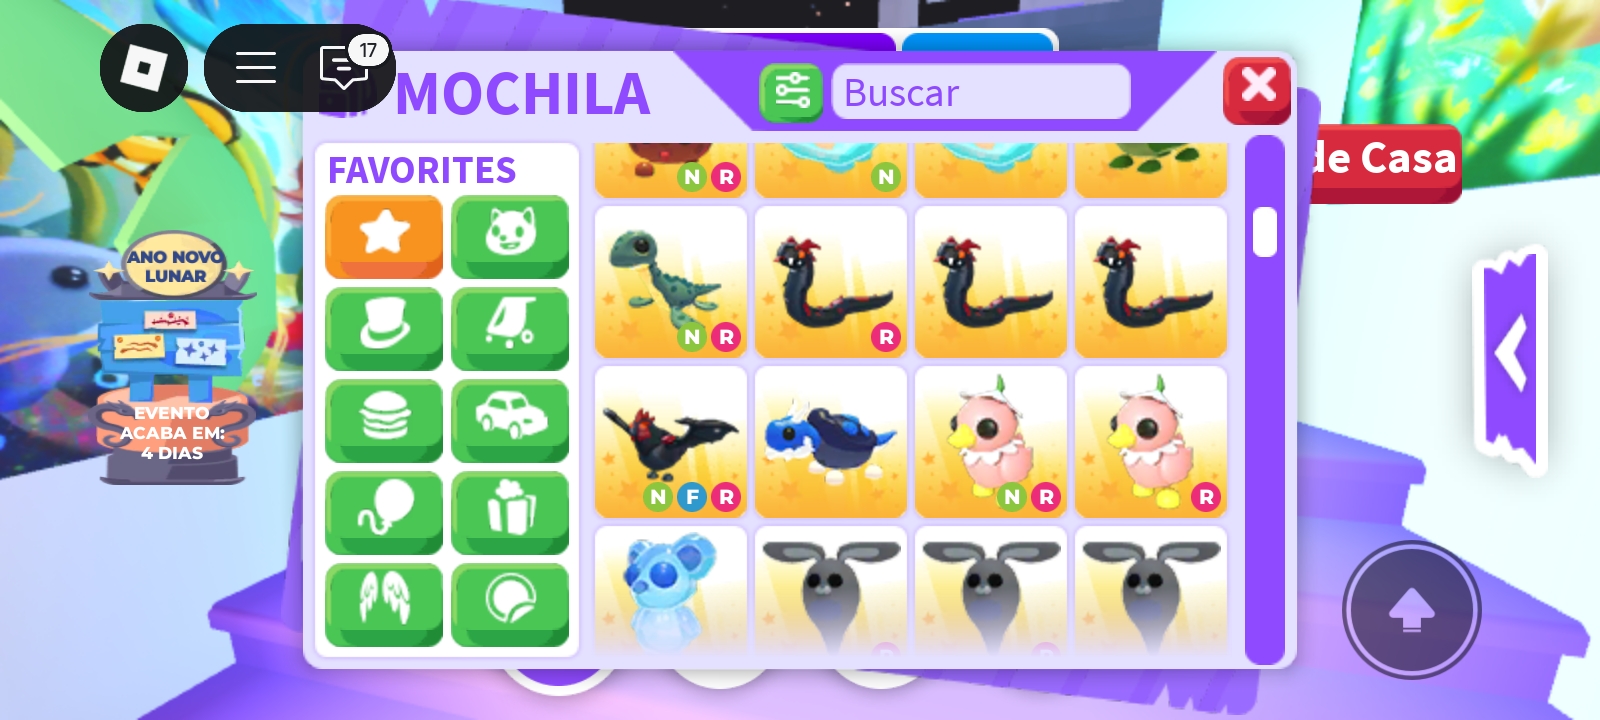 17
MOCHILA
Buscar
de Casa
FAVORITES
N R
N
ANO NOVO
LUNAR
N R
R
EVENTO
ACABA EM:
4 DIAS
N F R
N R
R